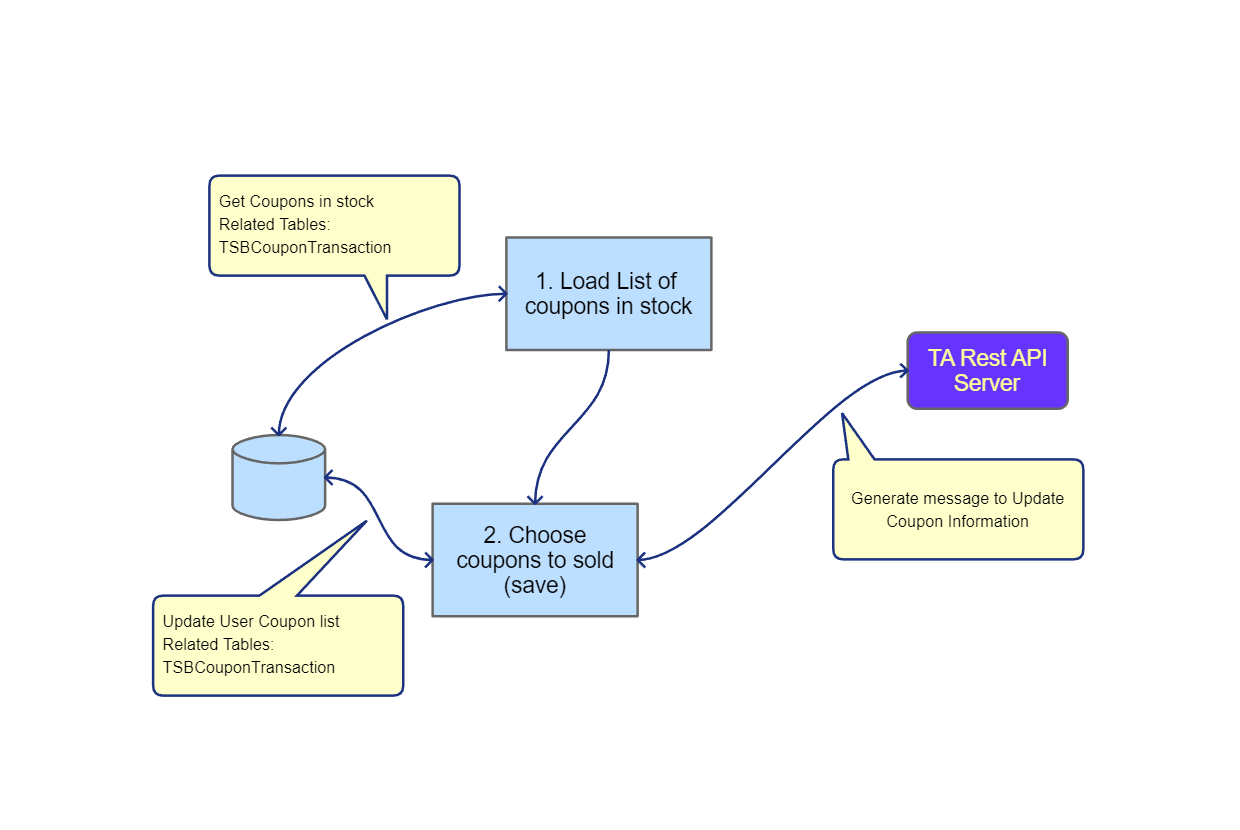 Get Coupons in stock
Related Tables:
TSBCouponTransaction
1. Load List of
coupons in stock
TA Rest API
Server
Generate message to Update
Coupon Information
2. Choose
coupons to sold
(save)
Update User Coupon list
Related Tables:
TSBCouponTransaction